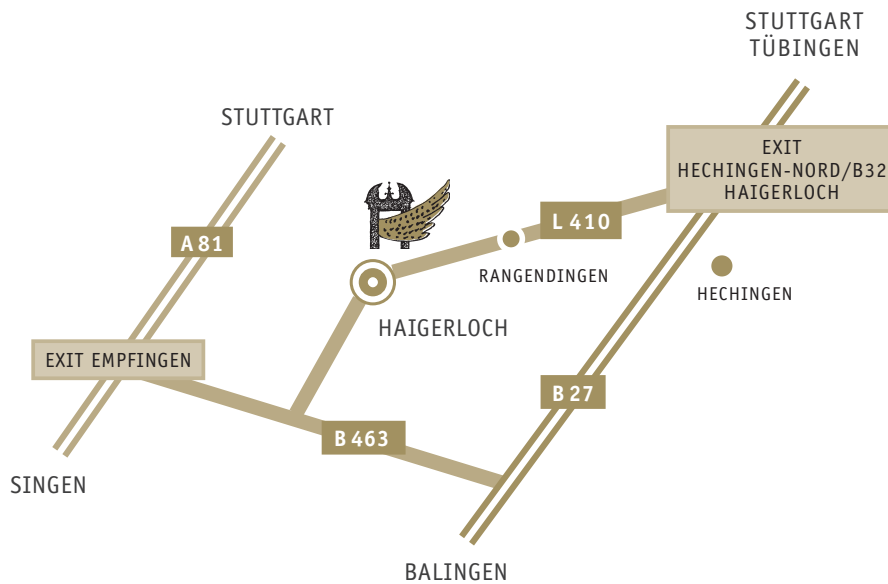 STUTTGART
TÜBINGEN
STUTTGART
EXIT
HECHINGEN-NORD/B32
HAIGERLOCH
L 410
A 81
RANGENDINGEN
HECHINGEN
HAIGERLOCH
EXIT EMPFINGEN
B 27
B 463
SINGEN
BALINGEN